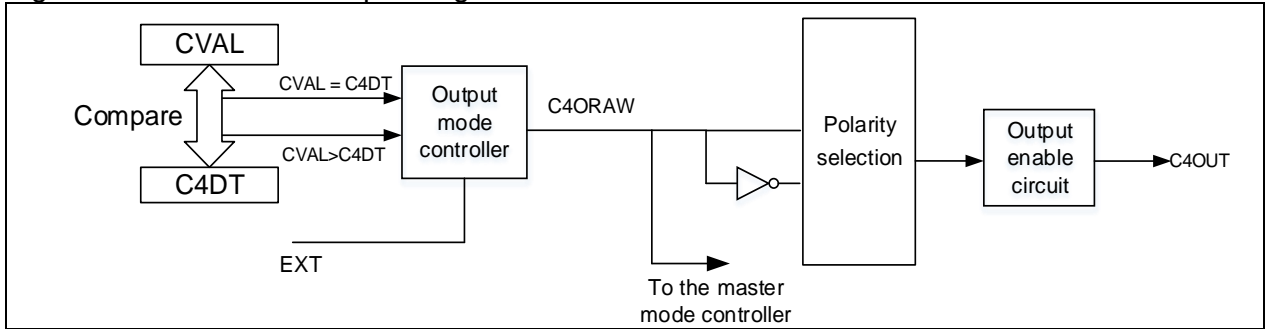 CVAL
Compare
C4DT
CVAL = C4DT
CVAL>C4DT
EXT
Output
mode
controller
C4ORAW
To the master
mode controller
Polarity
selection
Output
enable
circuit
C4OUT